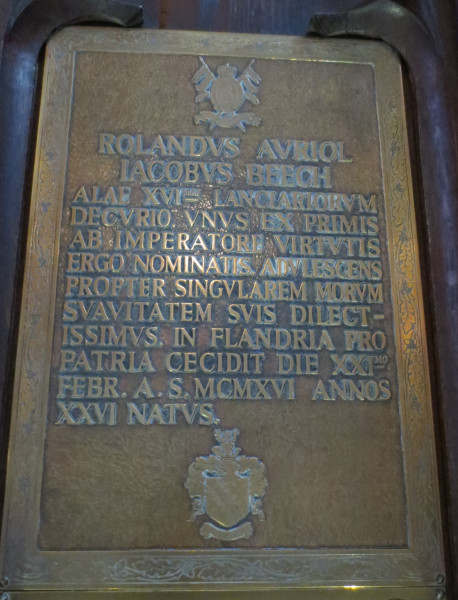 ROLANDVS AVRIOL
IACOBVS BEECH
ALAE XVIMAE LANCIARIORVM
DECVRIO, VNVS EX PRIMIS
AB IMPERATORE VIRTVTIS
ERGO NOMINATIS. ADVLESCENS
PROPTER SINGVLAREM MORVM
SVAVITATEM SVIS DILECT-
ISSIMVS. IN FLANDRIA PRO
PATRIA CECIDIT DIE XXIMO
FEBR. A. S. MCMXVI ANNOS
XXVI NATVS.